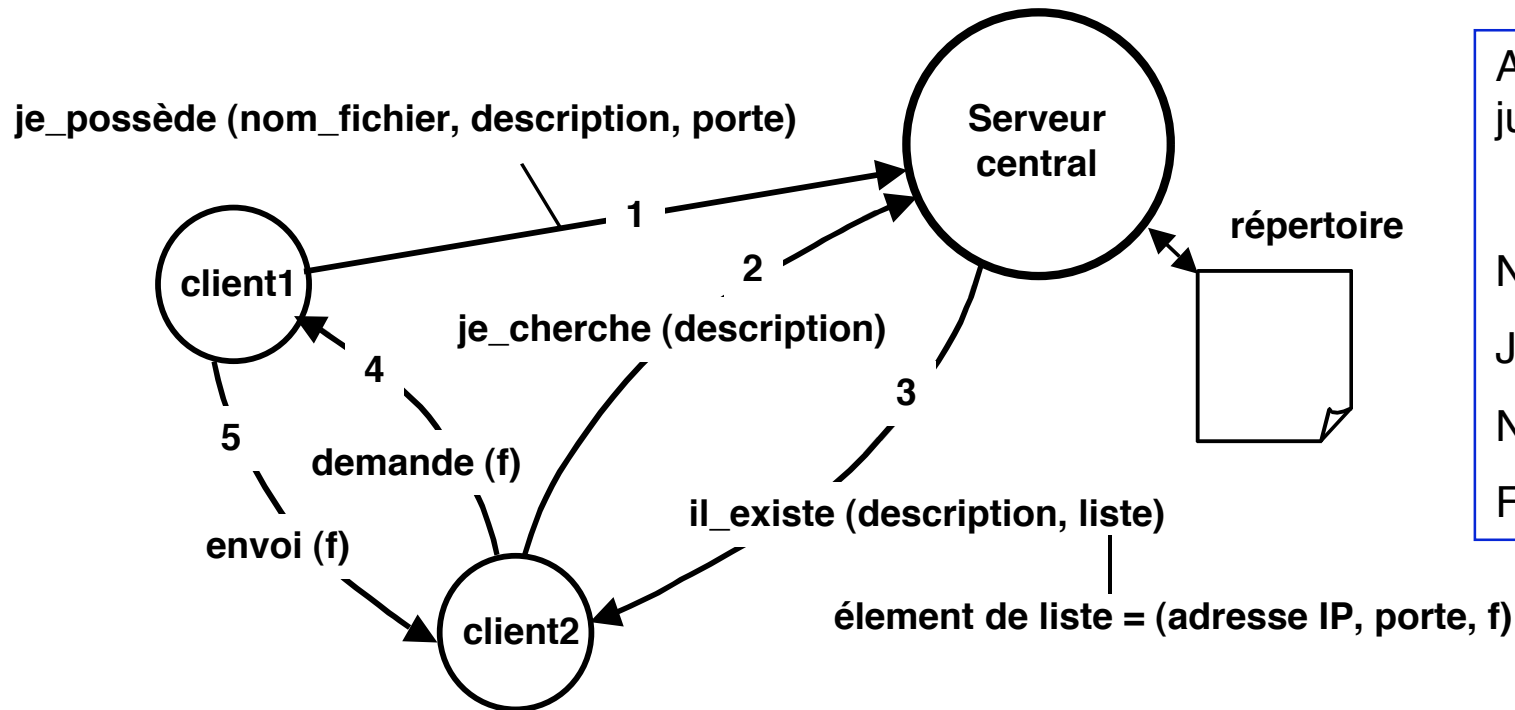 je_possède (nom_fichier, description, porte)
Serveur
central
1
répertoire
2
client1
je_cherche (description)
4
3
5
demande (f)
il_existe (description, liste)
envoi (f)
élement de liste = (adresse IP, porte, f)
client2